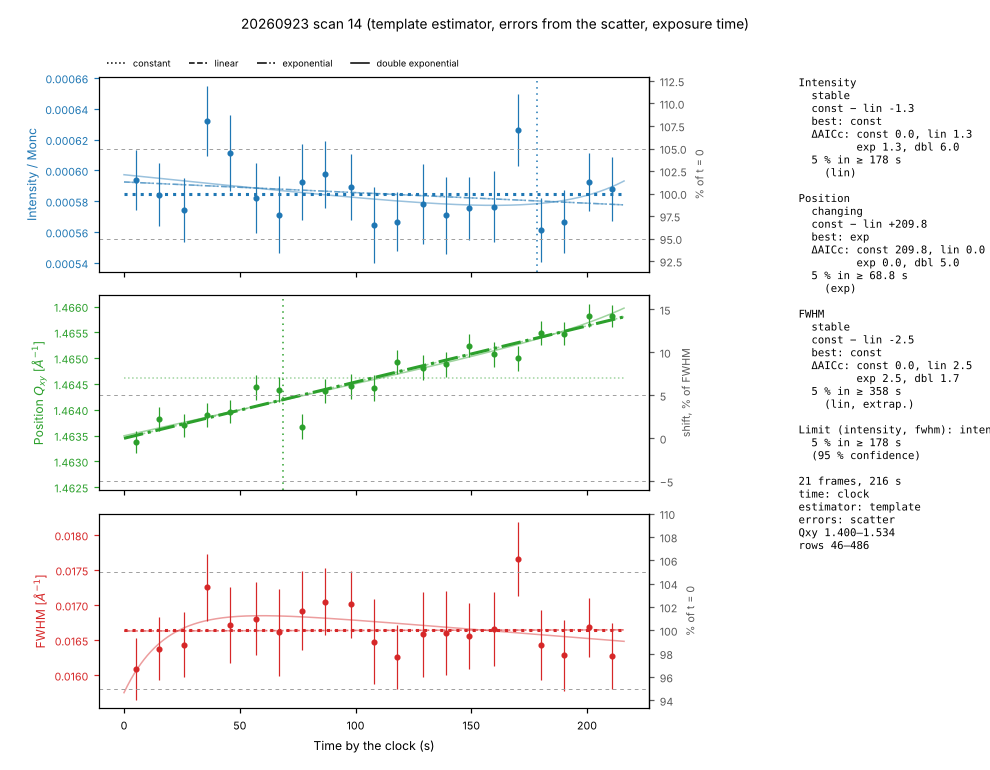 20260923 scan 14 (template estimator, errors from the scatter, exposure time)
constant linear exponential double exponential
0.00066
0.00064
0.00062
0.00060
0.00058
0.00056
0.00054
Intensity / Monc
112.5
110.0
107.5
105.0
102.5
100.0
97.5
95.0
92.5
% of t = 0
1.4660
1.4655
1.4650
1.4645
1.4640
1.4635
1.4630
1.4625
Position Qxy [Å⁻¹]
15
10
5
0
−5
shift, % of FWHM
0.0180
0.0175
0.0170
0.0165
0.0160
FWHM [Å⁻¹]
110
108
106
104
102
100
98
96
94
% of t = 0
0 50 100 150 200
Time by the clock (s)
Intensity
stable
const − lin -1.3
best: const
ΔAICc: const 0.0, lin 1.3
exp 1.3, dbl 6.0
5 % in ≥ 178 s
(lin)
Position
changing
const − lin +209.8
best: exp
ΔAICc: const 209.8, lin 0.0
exp 0.0, dbl 5.0
5 % in ≥ 68.8 s
(exp)
FWHM
stable
const − lin -2.5
best: const
ΔAICc: const 0.0, lin 2.5
exp 2.5, dbl 1.7
5 % in ≥ 358 s
(lin, extrap.)
Limit (intensity, fwhm): inten
5 % in ≥ 178 s
(95 % confidence)
21 frames, 216 s
time: clock
estimator: template
errors: scatter
Qxy 1.400–1.534
rows 46–486